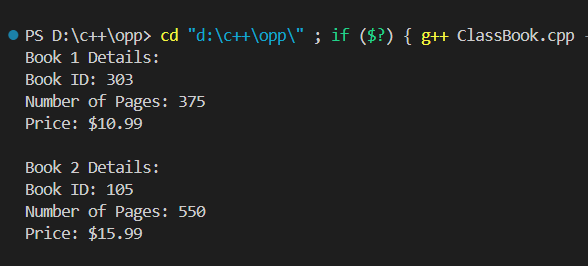 PS D:\c++\opp> cd "d:\c++\opp\" ; if ($?) { g++ ClassBook.cpp -
Book 1 Details:
Book ID: 303
Number of Pages: 375
Price: $10.99
Book 2 Details:
Book ID: 105
Number of Pages: 550
Price: $15.99